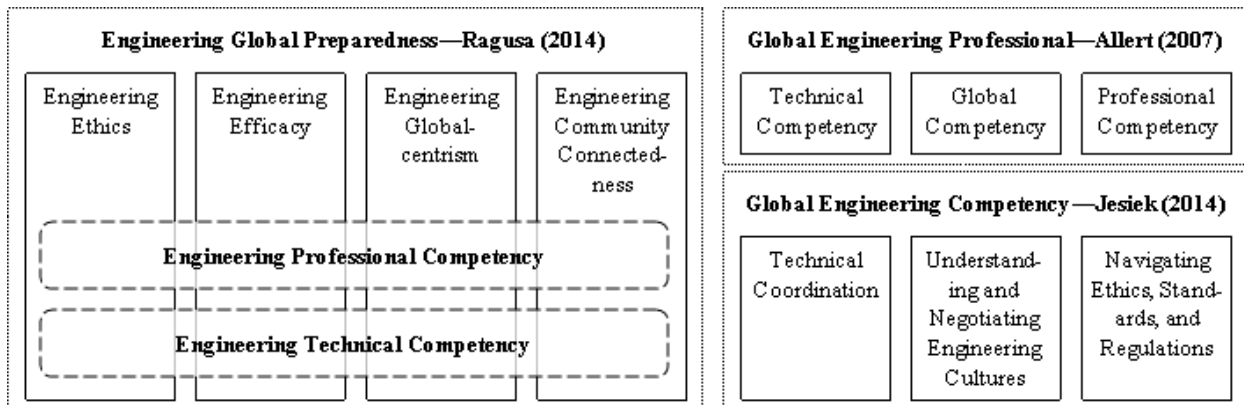 Engineering Global Preparedness—Ragusa (2014)
Engineering
Ethics
Engineering
Efficacy
Engineering
Global-
centrism
Engineering
Community
Connected-
ness
Engineering Professional Competency
Engineering Technical Competency
Global Engineering Professional—Allert (2007)
Technical
Competency
Global
Competency
Professional
Competency
Global Engineering Competency—Jesiek (2014)
Technical
Coordination
Understand-
ing and
Negotiating
Engineering
Cultures
Navigating
Ethics, Stand-
ards, and
Regulations